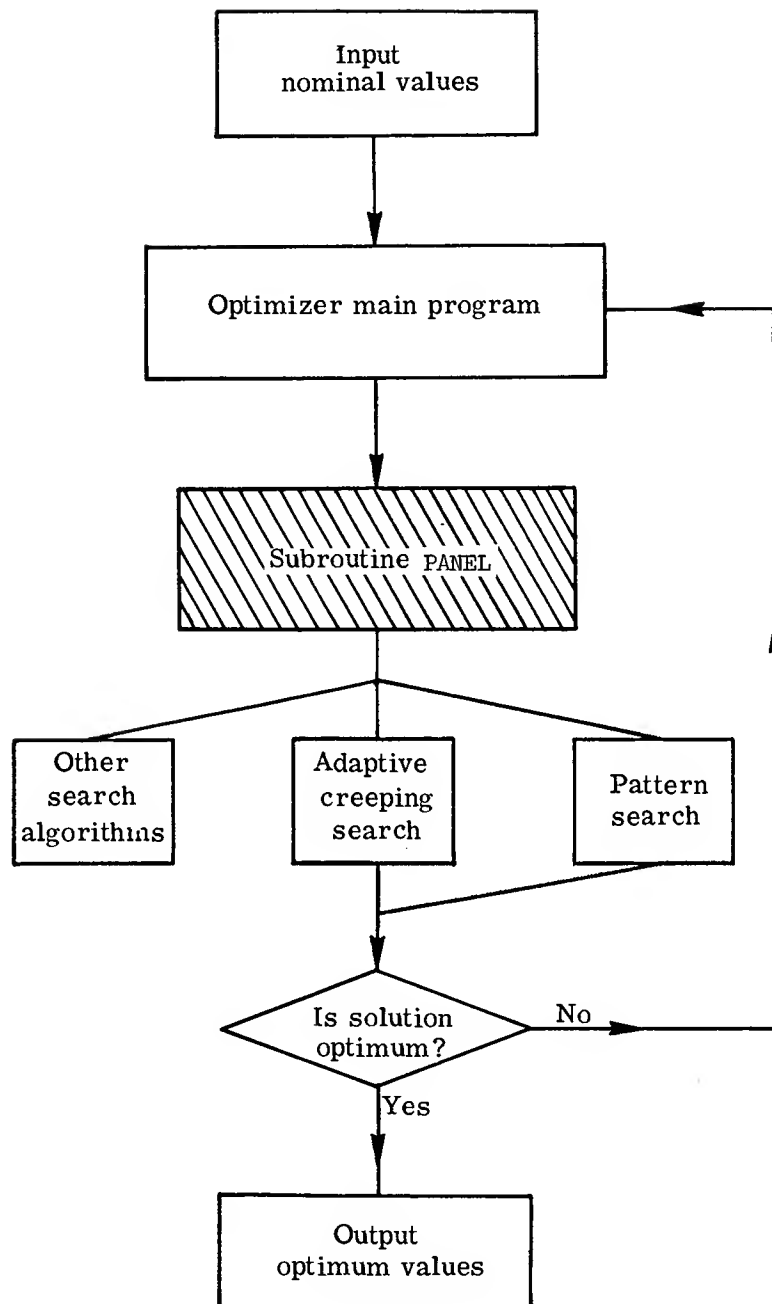 Input
nominal values
Optimizer main program
Subroutine PANEL
Other
search
algorithms
Adaptive
creeping
search
Pattern
search
Is solution
optimum?
No
Yes
Output
optimum values